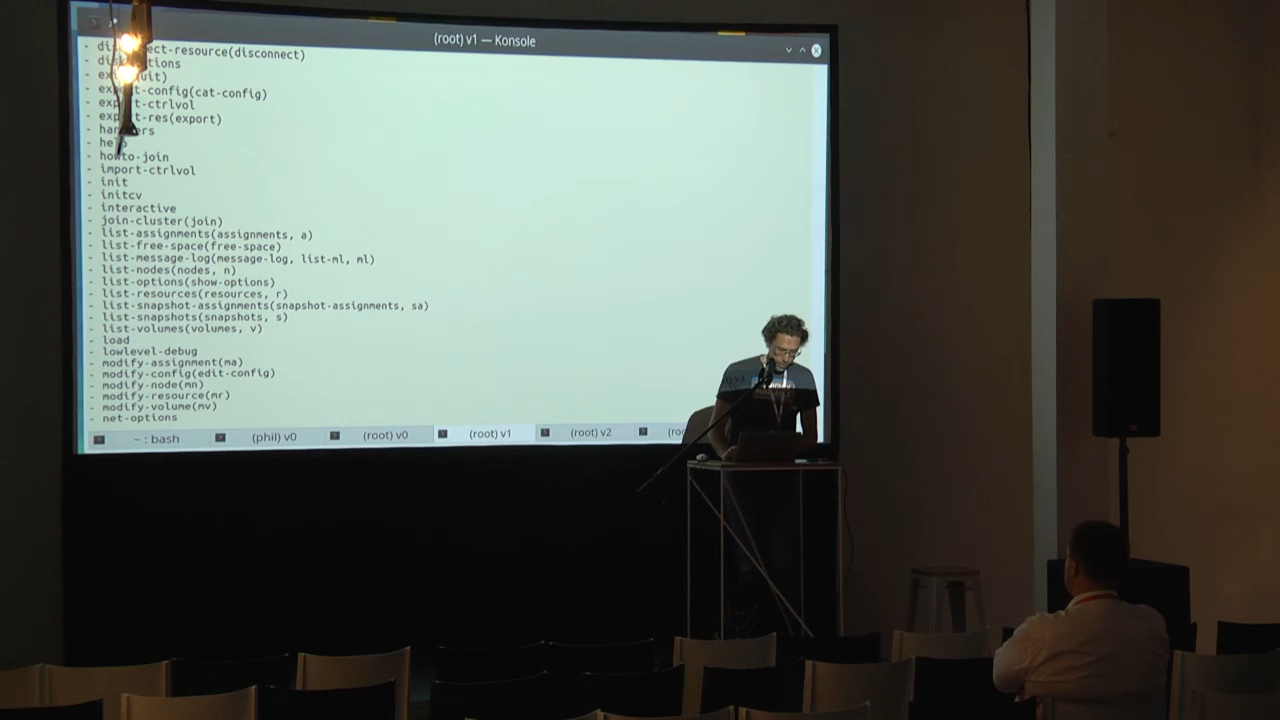 (root) v1 — Konsole
- disconnect-resource(disconnect)
- exit(quit)
- export-config(cat-config)
- export-ctrlvol
- export-res(export)
- handlers
- help
- howto-join
- import-ctrlvol
- init
- initcv
- interactive
- join-cluster(join)
- list-assignments(assignments, a)
- list-free-space(free-space)
- list-message-log(message-log, list-ml, ml)
- list-nodes(nodes, n)
- list-options(show-options)
- list-resources(resources, r)
- list-snapshot-assignments(snapshot-assignments, sa)
- list-snapshots(snapshots, s)
- list-volumes(volumes, v)
- load
- lowlevel-debug
- modify-assignment(ma)
- modify-config(edit-config)
- modify-node(mn)
- modify-resource(mr)
- modify-volume(mv)
- net-options
~ : bash (phil) v0 (root) v0 (root) v1 (root) v2